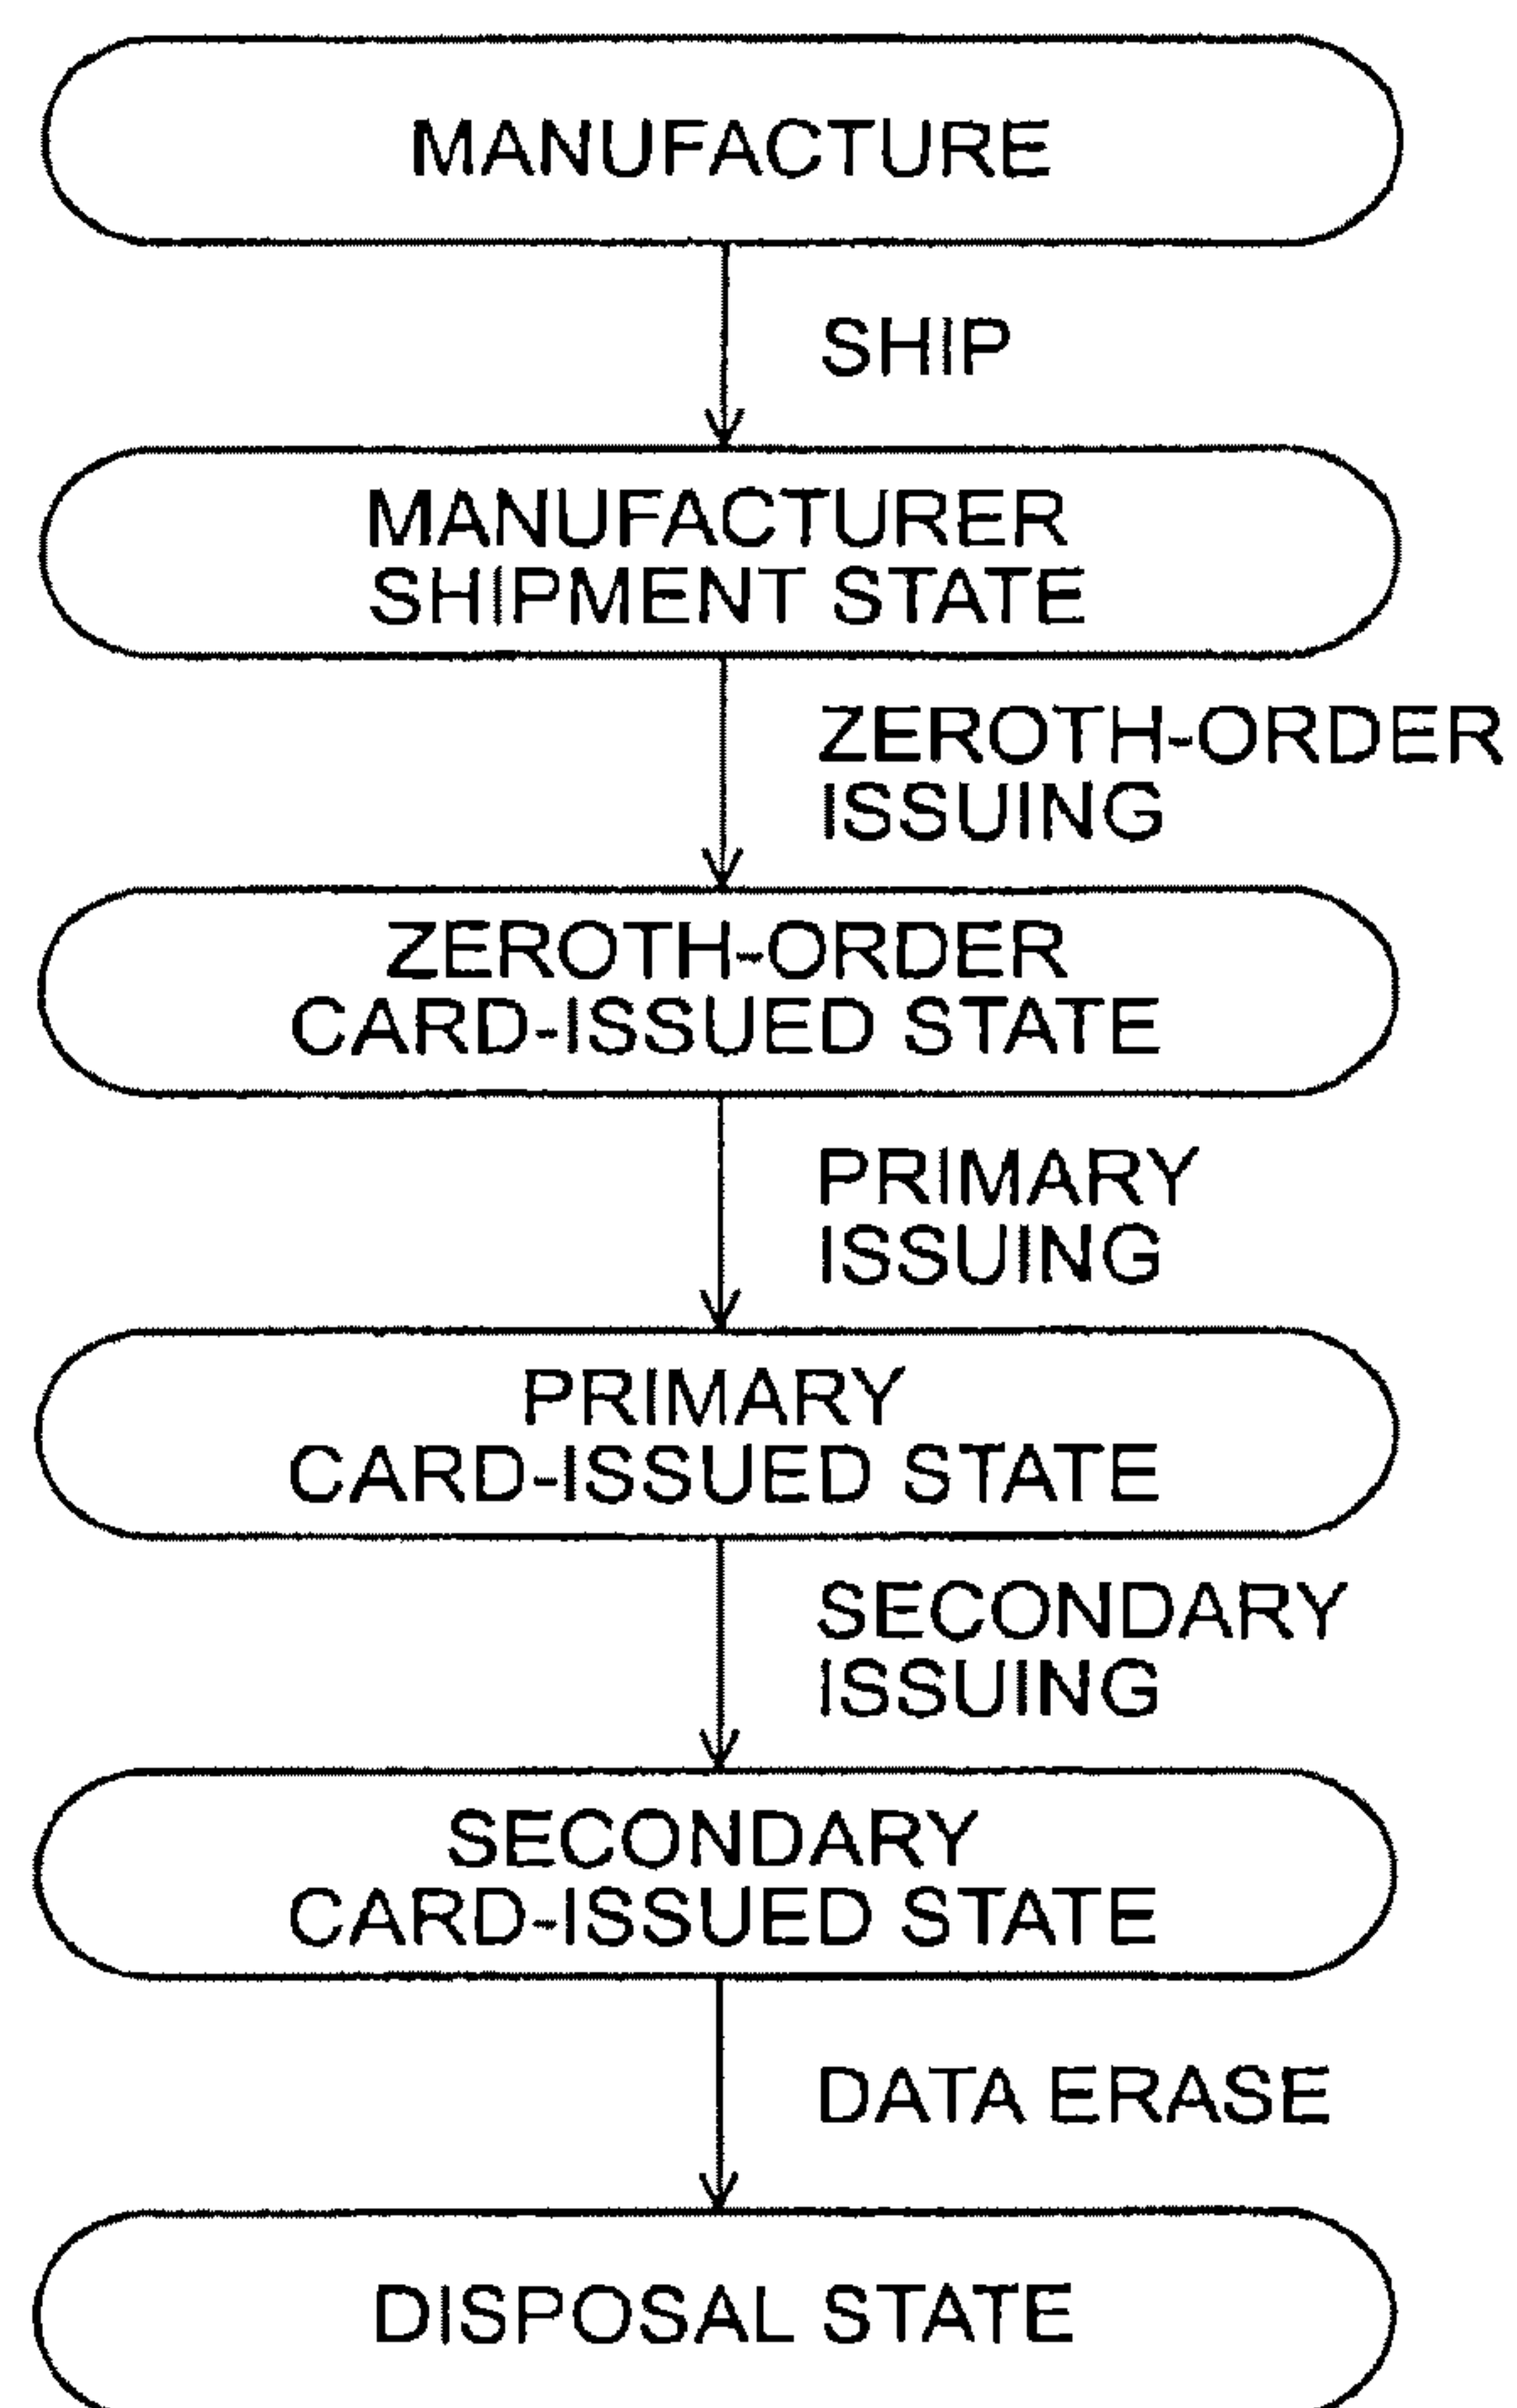 MANUFACTURE
SHIP
MANUFACTURER
SHIPMENT STATE
ZEROTH-ORDER
ISSUING
ZEROTH-ORDER
CARD-ISSUED STATE
PRIMARY
ISSUING
PRIMARY
CARD-ISSUED STATE
SECONDARY
ISSUING
SECONDARY
CARD-ISSUED STATE
DATA ERASE
DISPOSAL STATE